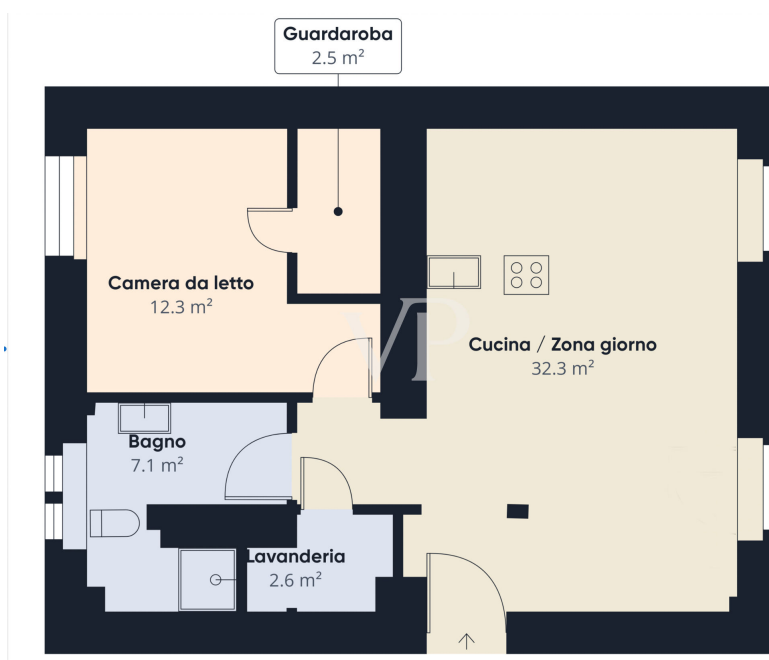 Guardaroba
2.5 m²
Camera da letto
12.3 m²
VP
Cucina / Zona giorno
32.3 m²
Bagno
7.1 m²
Lavanderia
2.6 m²